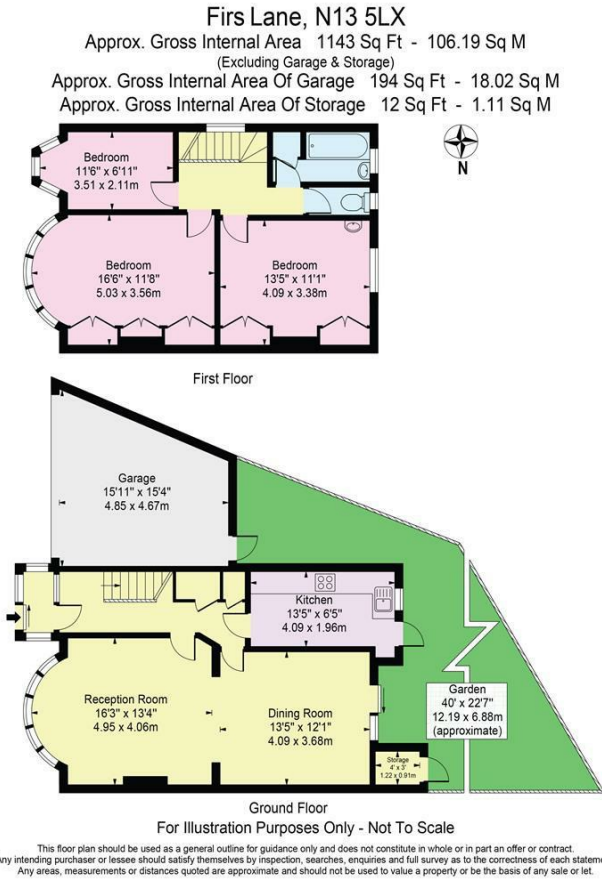 Firs Lane, N13 5LX
Approx. Gross Internal Area 1143 Sq Ft - 106.19 Sq M
(Excluding Garage & Storage)
Approx. Gross Internal Area Of Garage 194 Sq Ft - 18.02 Sq M
Approx. Gross Internal Area Of Storage 12 Sq Ft - 1.11 Sq M
N
Bedroom
11'6" x 6'11"
3.51 x 2.11m
Bedroom
16'6" x 11'8"
5.03 x 3.56m
Bedroom
13'5" x 11'1"
4.09 x 3.38m
First Floor
Garage
15'11" x 15'4"
4.85 x 4.67m
Kitchen
13'5" x 6'5"
4.09 x 1.96m
Reception Room
16'3" x 13'4"
4.95 x 4.06m
Dining Room
13'5" x 12'1"
4.09 x 3.68m
Garden
40' x 22'7"
12.19 x 6.88m
(approximate)
Storage
4' x 3'
1.22 x 0.91m
Ground Floor
For Illustration Purposes Only - Not To Scale
This floor plan should be used as a general outline for guidance only and does not constitute in whole or in part an offer or contract.
ny intending purchaser or lessee should satisfy themselves by inspection, searches, enquiries and full survey as to the correctness of each stateme
Any areas, measurements or distances quoted are approximate and should not be used to value a property or be the basis of any sale or let.